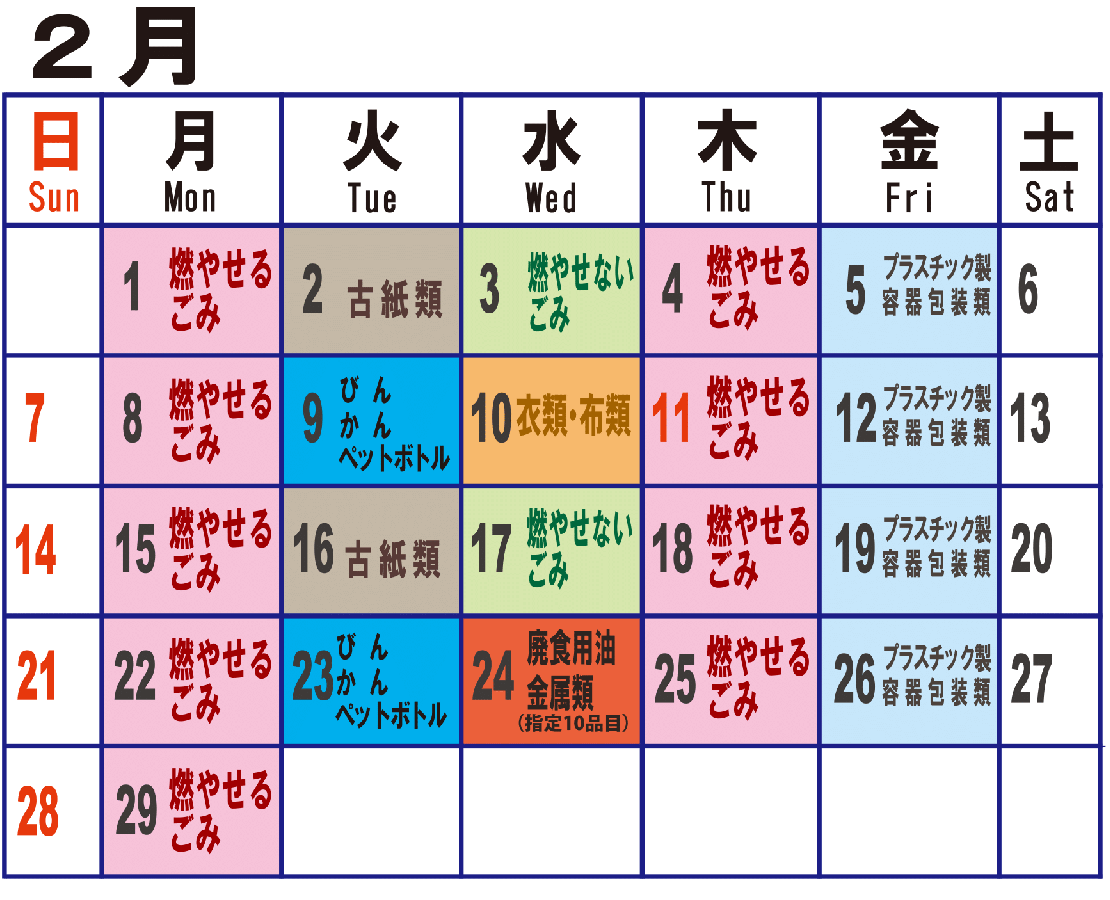 2月
日 月 火 水 木 金 土
Sun Mon Tue Wed Thu Fri Sat
1 燃やせる
ごみ
2 古紙類
3 燃やせない
ごみ
4 燃やせる
ごみ
5 プラスチック製
容器包装類
6
7
8 燃やせる
ごみ
9 びん
かん
ペットボトル
10 衣類・布類
11 燃やせる
ごみ
12 プラスチック製
容器包装類
13
14
15 燃やせる
ごみ
16 古紙類
17 燃やせない
ごみ
18 燃やせる
ごみ
19 プラスチック製
容器包装類
20
21
22 燃やせる
ごみ
23 びん
かん
ペットボトル
24 廃食用油
金属類
(指定10品目)
25 燃やせる
ごみ
26 プラスチック製
容器包装類
27
28
29 燃やせる
ごみ